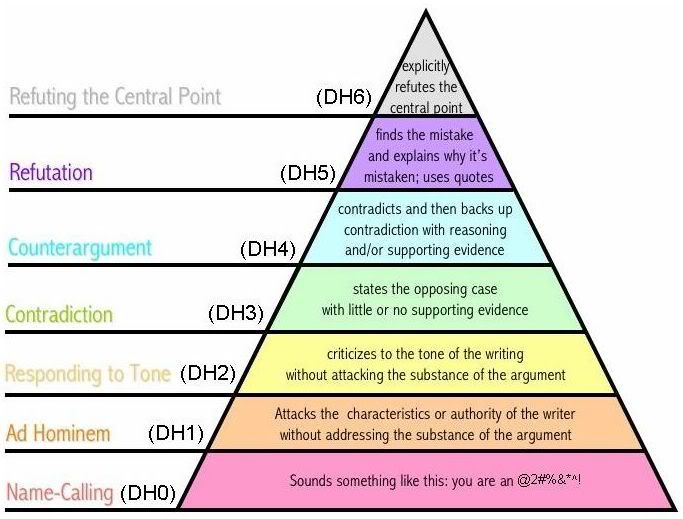 explicitly
refutes the
central point
Refuting the Central Point (DH6)
finds the mistake
and explains why it's
mistaken; uses quotes
Refutation (DH5)
contradicts and then backs up
contradiction with reasoning
and/or supporting evidence
Counterargument (DH4)
states the opposing case
with little or no supporting evidence
Contradiction (DH3)
criticizes to the tone of the writing
without attacking the substance of the argument
Responding to Tone (DH2)
Attacks the characteristics or authority of the writer
without addressing the substance of the argument
Ad Hominem (DH1)
Sounds something like this: you are an @2#%&*^!
Name-Calling (DH0)